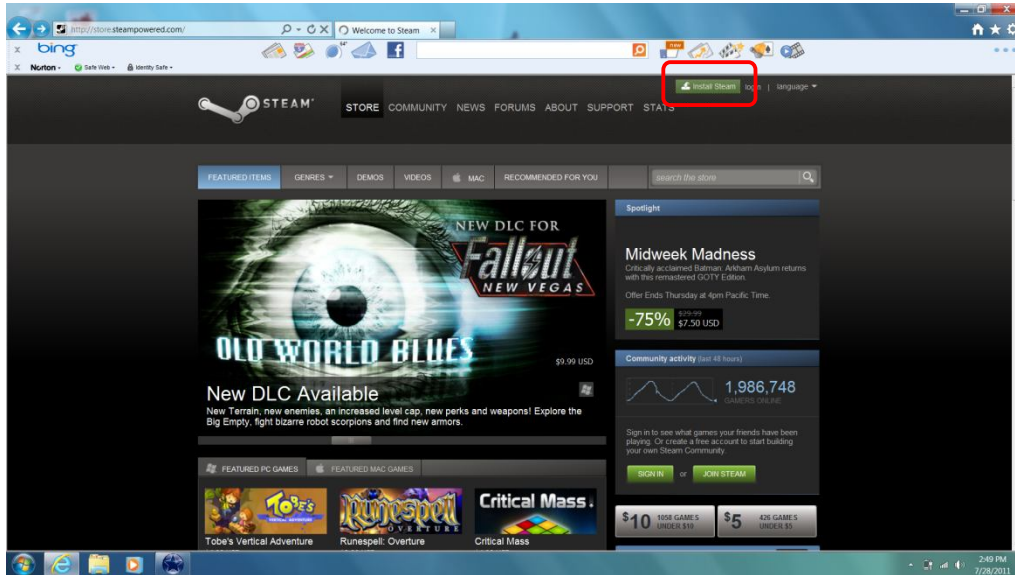 http://store.steampowered.com/
Welcome to Steam
x bing
new
X Norton - Safe Web - Identity Safe -
Install Steam login | language
STEAM
STORE COMMUNITY NEWS FORUMS ABOUT SUPPORT STATS
FEATURED ITEMS GENRES DEMOS VIDEOS MAC RECOMMENDED FOR YOU search the store
NEW DLC FOR
Fallout
NEW VEGAS
OLD WORLD BLUES
$9.99 USD
New DLC Available
New Terrain, new enemies, an increased level cap, new perks and weapons! Explore the
Big Empty, fight bizarre robot scorpions and find new armors.
Spotlight
Midweek Madness
Critically acclaimed Batman: Arkham Asylum returns
with this remastered GOTY Edition.
Offer Ends Thursday at 4pm Pacific Time.
-75% $29.99
$7.50 USD
Community activity (last 48 hours)
1,986,748
GAMERS ONLINE
Sign in to see what games your friends have been
playing. Or create a free account to start building
your own Steam Community.
SIGN IN or JOIN STEAM
$10 1058 GAMES UNDER $10
$5 426 GAMES UNDER $5
FEATURED PC GAMES FEATURED MAC GAMES
TOBE'S
VERTICAL ADVENTURE
Runespell
OVERTURE
Critical Mass
Tobe's Vertical Adventure Runespell: Overture Critical Mass
2:49 PM
7/28/2011